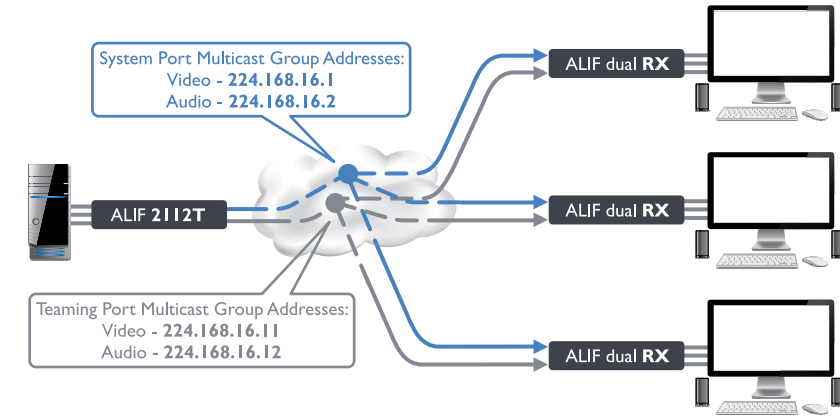 System Port Multicast Group Addresses:
Video - 224.168.16.1
Audio - 224.168.16.2
ALIF dual RX
ALIF 2112T
ALIF dual RX
Teaming Port Multicast Group Addresses:
Video - 224.168.16.11
Audio - 224.168.16.12
ALIF dual RX